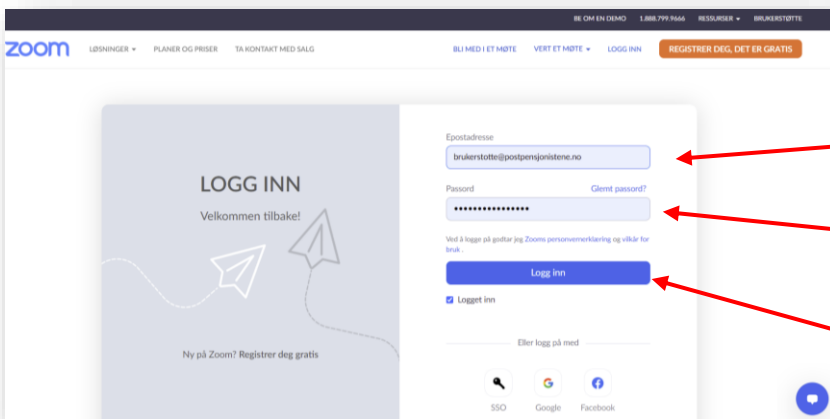 BE OM EN DEMO 1.888.799.9666 RESSURSER BRUKERSTØTTE
zoom LØSNINGER PLANER OG PRISER TA KONTAKT MED SALG BLI MED I ET MØTE VERT ET MØTE LOGG INN REGISTRER DEG, DET ER GRATIS
LOGG INN
Velkommen tilbake!
Ny på Zoom? Registrer deg gratis
Epostadresse
brukerstotte@postpensjonistene.no
Passord Glemt passord?
••••••••••••••••
Ved å logge på godtar jeg Zooms personvernerklæring og vilkår for
bruk .
Logg inn
Logget inn
Eller logg på med
SSO Google Facebook